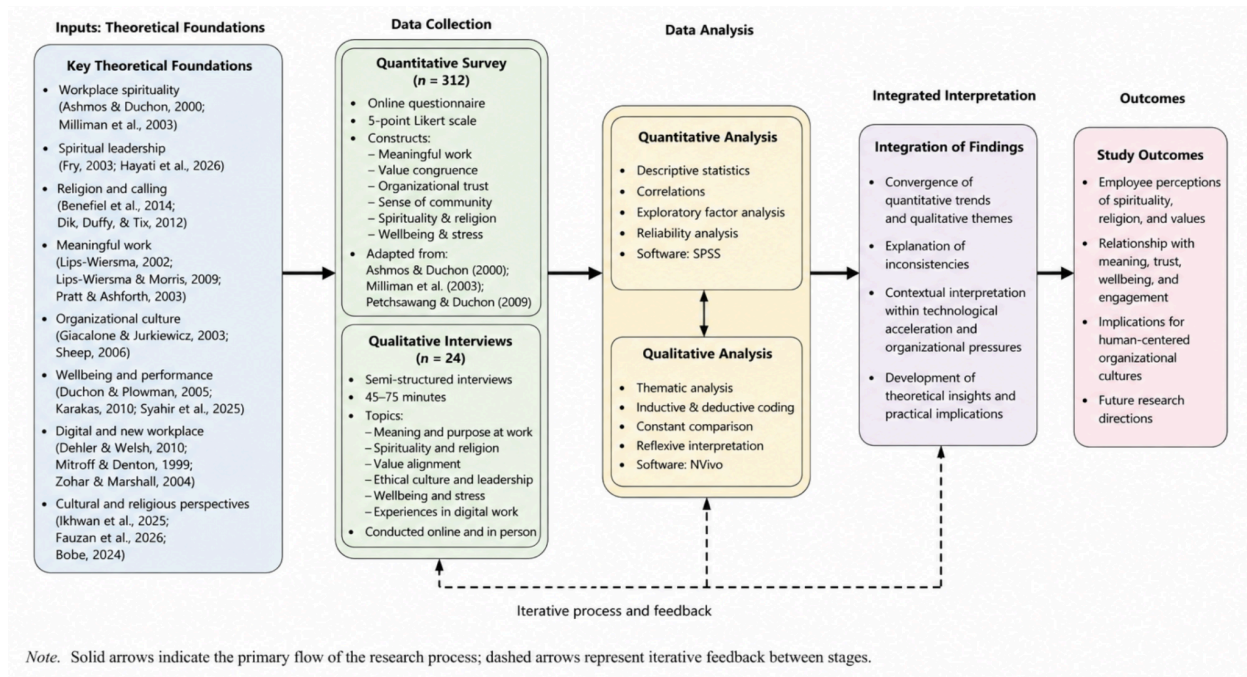 Inputs: Theoretical Foundations
Key Theoretical Foundations
• Workplace spirituality
(Ashmos & Duchon, 2000;
Milliman et al., 2003)
• Spiritual leadership
(Fry, 2003; Hayati et al., 2026)
• Religion and calling
(Benefiel et al., 2014;
Dik, Duffy, & Tix, 2012)
• Meaningful work
(Lips-Wiersma, 2002;
Lips-Wiersma & Morris, 2009;
Pratt & Ashforth, 2003)
• Organizational culture
(Giacalone & Jurkiewicz, 2003;
Sheep, 2006)
• Wellbeing and performance
(Duchon & Plowman, 2005;
Karakas, 2010; Syahir et al., 2025)
• Digital and new workplace
(Dehler & Welsh, 2010;
Mitroff & Denton, 1999;
Zohar & Marshall, 2004)
• Cultural and religious perspectives
(Ikhwan et al., 2025;
Fauzan et al., 2026;
Bobe, 2024)
Data Collection
Quantitative Survey
(n = 312)
• Online questionnaire
• 5-point Likert scale
• Constructs:
– Meaningful work
– Value congruence
– Organizational trust
– Sense of community
– Spirituality & religion
– Wellbeing & stress
• Adapted from:
Ashmos & Duchon (2000);
Milliman et al. (2003);
Petchsawang & Duchon (2009)
Qualitative Interviews
(n = 24)
• Semi-structured interviews
• 45–75 minutes
• Topics:
– Meaning and purpose at work
– Spirituality and religion
– Value alignment
– Ethical culture and leadership
– Wellbeing and stress
– Experiences in digital work
• Conducted online and in person
Data Analysis
Quantitative Analysis
• Descriptive statistics
• Correlations
• Exploratory factor analysis
• Reliability analysis
• Software: SPSS
Qualitative Analysis
• Thematic analysis
• Inductive & deductive coding
• Constant comparison
• Reflexive interpretation
• Software: NVivo
Integrated Interpretation
Integration of Findings
• Convergence of
quantitative trends
and qualitative themes
• Explanation of
inconsistencies
• Contextual interpretation
within technological
acceleration and
organizational pressures
• Development of
theoretical insights and
practical implications
Outcomes
Study Outcomes
• Employee perceptions
of spirituality,
religion, and values
• Relationship with
meaning, trust,
wellbeing, and
engagement
• Implications for
human-centered
organizational
cultures
• Future research
directions
Iterative process and feedback
Note. Solid arrows indicate the primary flow of the research process; dashed arrows represent iterative feedback between stages.